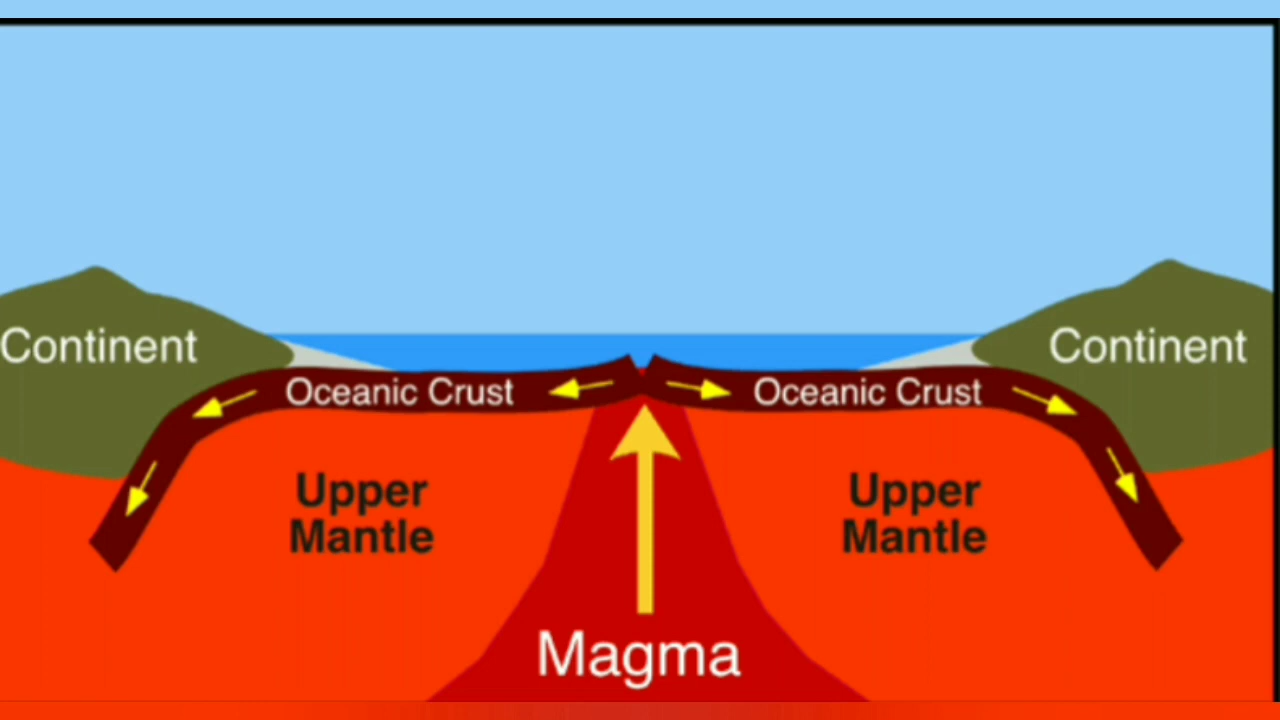 Continent
Continent
Oceanic Crust
Oceanic Crust
Upper
Mantle
Upper
Mantle
Magma